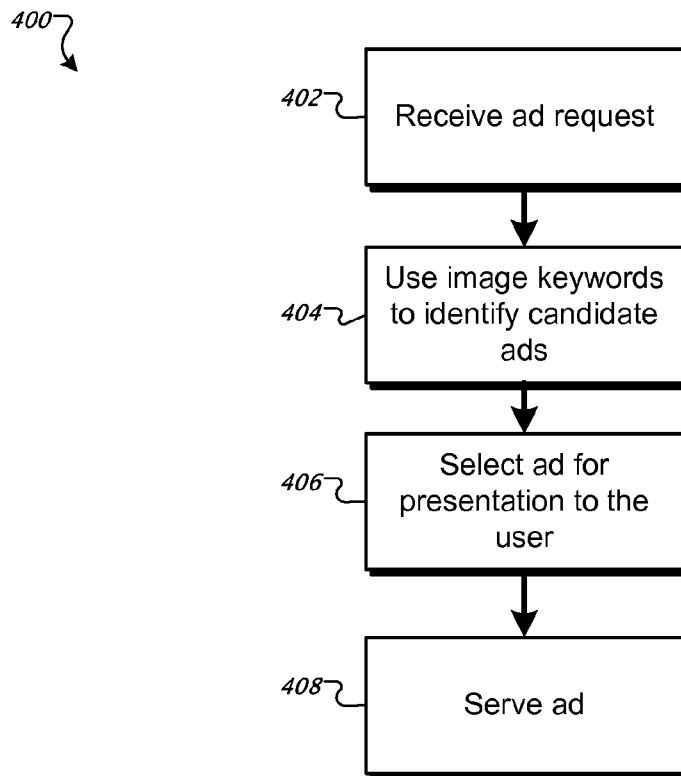 400
402
Receive ad request
404
Use image keywords
to identify candidate
ads
406
Select ad for
presentation to the
user
408
Serve ad